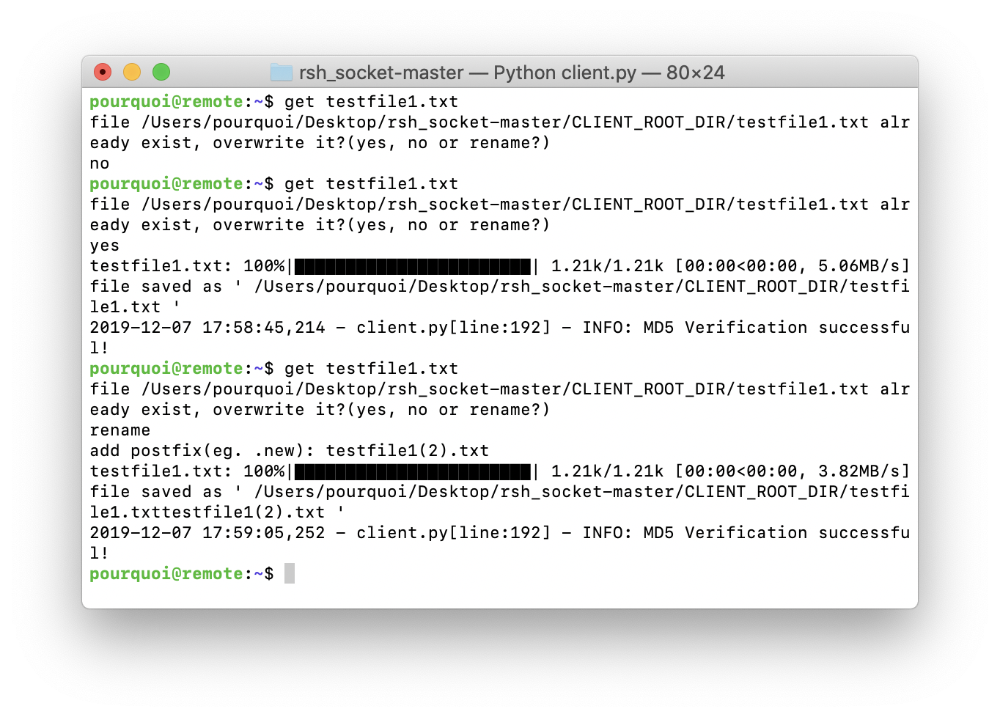 rsh_socket-master — Python client.py — 80×24
pourquoi@remote:~$ get testfile1.txt
file /Users/pourquoi/Desktop/rsh_socket-master/CLIENT_ROOT_DIR/testfile1.txt alr
eady exist, overwrite it?(yes, no or rename?)
no
pourquoi@remote:~$ get testfile1.txt
file /Users/pourquoi/Desktop/rsh_socket-master/CLIENT_ROOT_DIR/testfile1.txt alr
eady exist, overwrite it?(yes, no or rename?)
yes
testfile1.txt: 100%|███████████████████████| 1.21k/1.21k [00:00<00:00, 5.06MB/s]
file saved as ' /Users/pourquoi/Desktop/rsh_socket-master/CLIENT_ROOT_DIR/testfi
le1.txt '
2019-12-07 17:58:45,214 - client.py[line:192] - INFO: MD5 Verification successfu
l!
pourquoi@remote:~$ get testfile1.txt
file /Users/pourquoi/Desktop/rsh_socket-master/CLIENT_ROOT_DIR/testfile1.txt alr
eady exist, overwrite it?(yes, no or rename?)
rename
add postfix(eg. .new): testfile1(2).txt
testfile1.txt: 100%|███████████████████████| 1.21k/1.21k [00:00<00:00, 3.82MB/s]
file saved as ' /Users/pourquoi/Desktop/rsh_socket-master/CLIENT_ROOT_DIR/testfi
le1.txttestfile1(2).txt '
2019-12-07 17:59:05,252 - client.py[line:192] - INFO: MD5 Verification successfu
l!
pourquoi@remote:~$